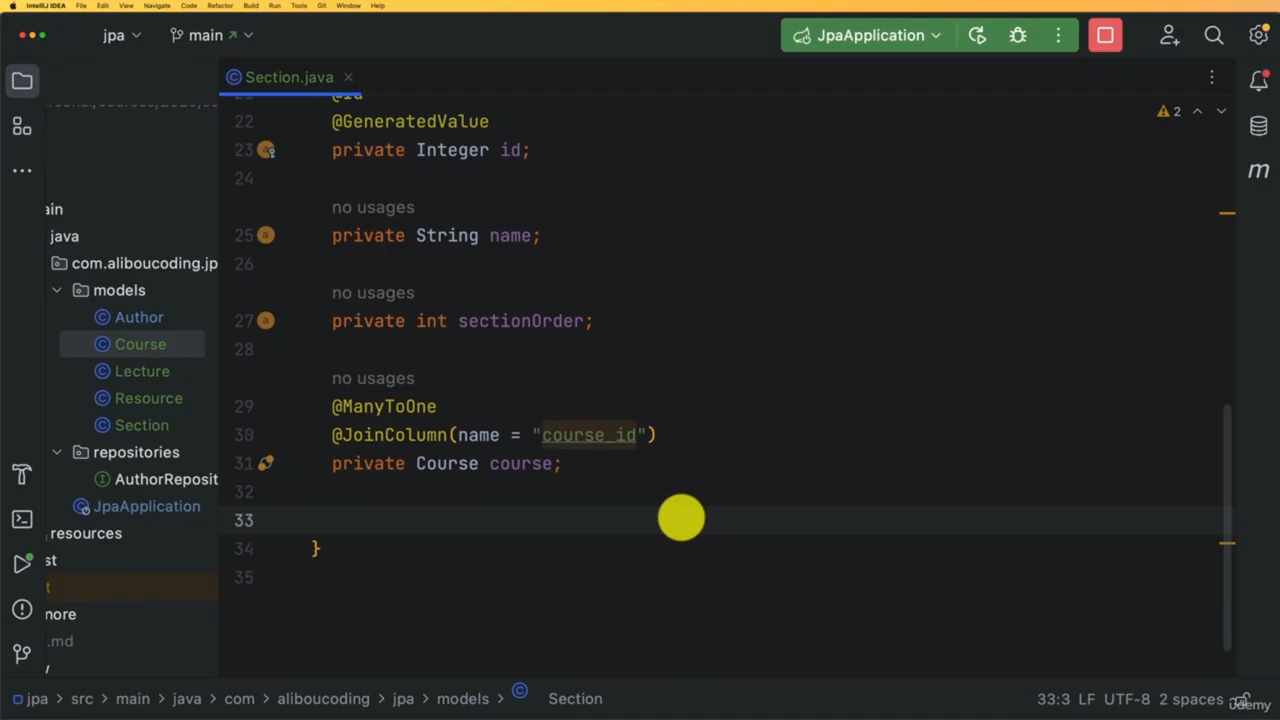 IntelliJ IDEA File Edit View Navigate Code Refactor Build Run Tools Git Window Help
jpa main JpaApplication
Section.java
22 @GeneratedValue
2
23 private Integer id;
24
no usages
25 private String name;
26
no usages
27 private int sectionOrder;
28
no usages
29 @ManyToOne
30 @JoinColumn(name = "course_id")
31 private Course course;
32
33
34 }
35
ain
java
com.aliboucoding.jp
models
Author
Course
Lecture
Resource
Section
repositories
AuthorReposit
JpaApplication
resources
st
t
nore
.md
m
jpa > src > main > java > com > aliboucoding > jpa > models > Section
33:3 LF UTF-8 2 spaces
udemy